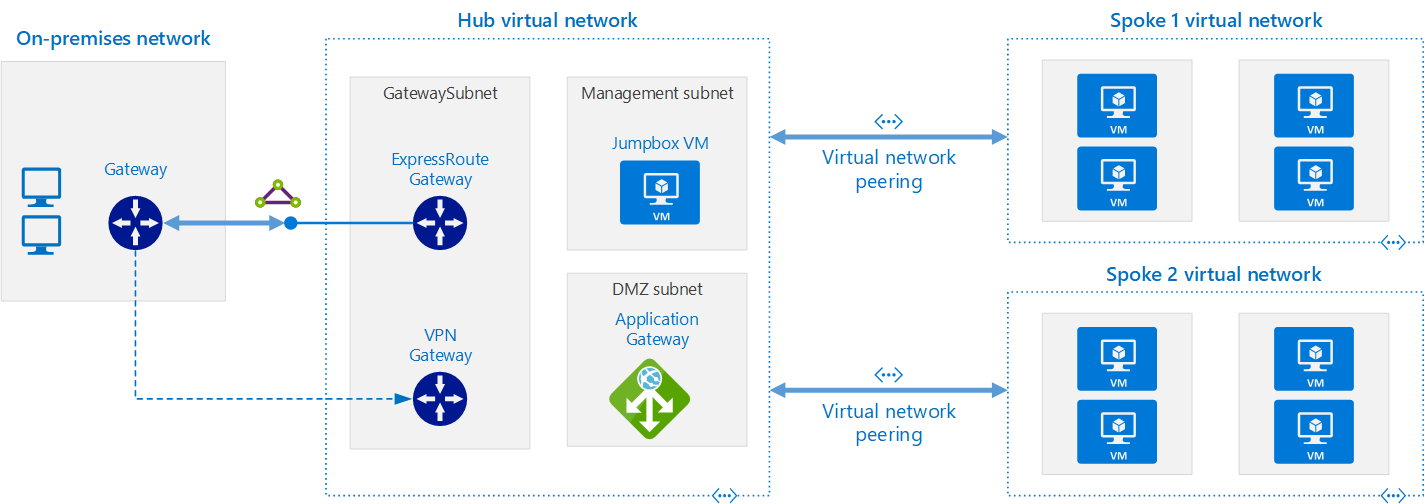 On-premises network
Gateway
Hub virtual network
GatewaySubnet
ExpressRoute
Gateway
VPN
Gateway
Management subnet
Jumpbox VM
VM
DMZ subnet
Application
Gateway
Virtual network
peering
Virtual network
peering
Spoke 1 virtual network
VM
VM
VM
VM
Spoke 2 virtual network
VM
VM
VM
VM